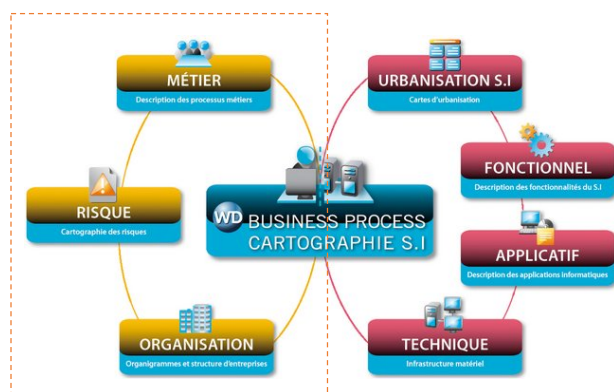 MÉTIER
Description des processus métiers
URBANISATION S.I
Cartes d'urbanisation
FONCTIONNEL
Description des fonctionnalités du S.I
RISQUE
Cartographie des risques
WD
BUSINESS PROCESS
CARTOGRAPHIE S.I
APPLICATIF
Description des applications informatiques
ORGANISATION
Organigrammes et structure d'entreprises
TECHNIQUE
Infrastructure matériel